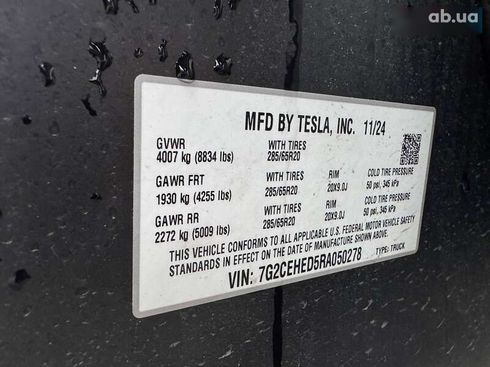 ab.ua
MFD BY TESLA, INC. 11/24
GVWR WITH TIRES
4007 kg (8834 lbs) 285/65R20
GAWR FRT WITH TIRES RIM COLD TIRE PRESSURE
1930 kg (4255 lbs) 285/65R20 20X9.0J 50 psi, 345 kPa
GAWR RR WITH TIRES RIM COLD TIRE PRESSURE
2272 kg (5009 lbs) 285/65R20 20X9.0J 50 psi, 345 kPa
THIS VEHICLE CONFORMS TO ALL APPLICABLE U.S. FEDERAL MOTOR VEHICLE SAFETY
STANDARDS IN EFFECT ON THE DATE OF MANUFACTURE SHOWN ABOVE.
VIN: 7G2CEHED5RA050278 TYPE: TRUCK